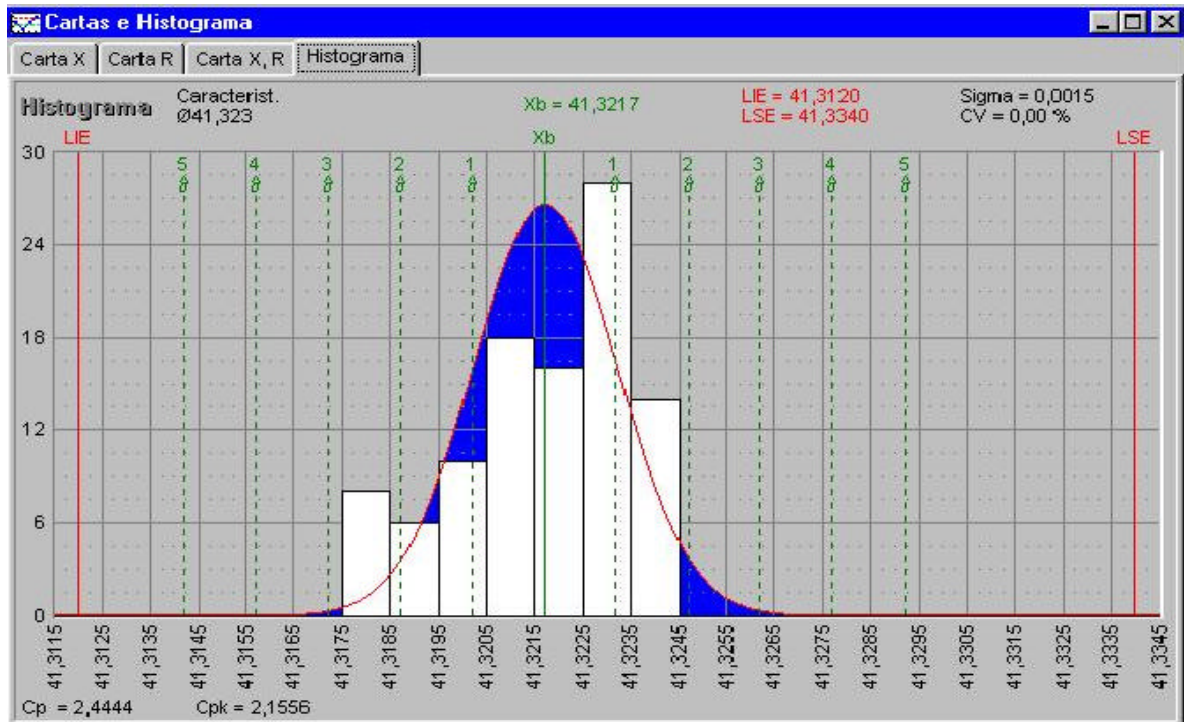 Cartas e Histograma
Carta X Carta R Carta X, R Histograma
Histograma
Caracterist.
Ø41,323
Xb = 41,3217
LIE = 41,3120
LSE = 41,3340
Sigma = 0,0015
CV = 0,00 %
LIE Xb LSE
5 4 3 2 1 1 2 3 4 5
ϑ ϑ ϑ ϑ ϑ ϑ ϑ ϑ ϑ ϑ
30
24
18
12
6
0
41,3115
41,3125
41,3135
41,3145
41,3155
41,3165
41,3175
41,3185
41,3195
41,3205
41,3215
41,3225
41,3235
41,3245
41,3255
41,3265
41,3275
41,3285
41,3295
41,3305
41,3315
41,3325
41,3335
41,3345
Cp = 2,4444 Cpk = 2,1556